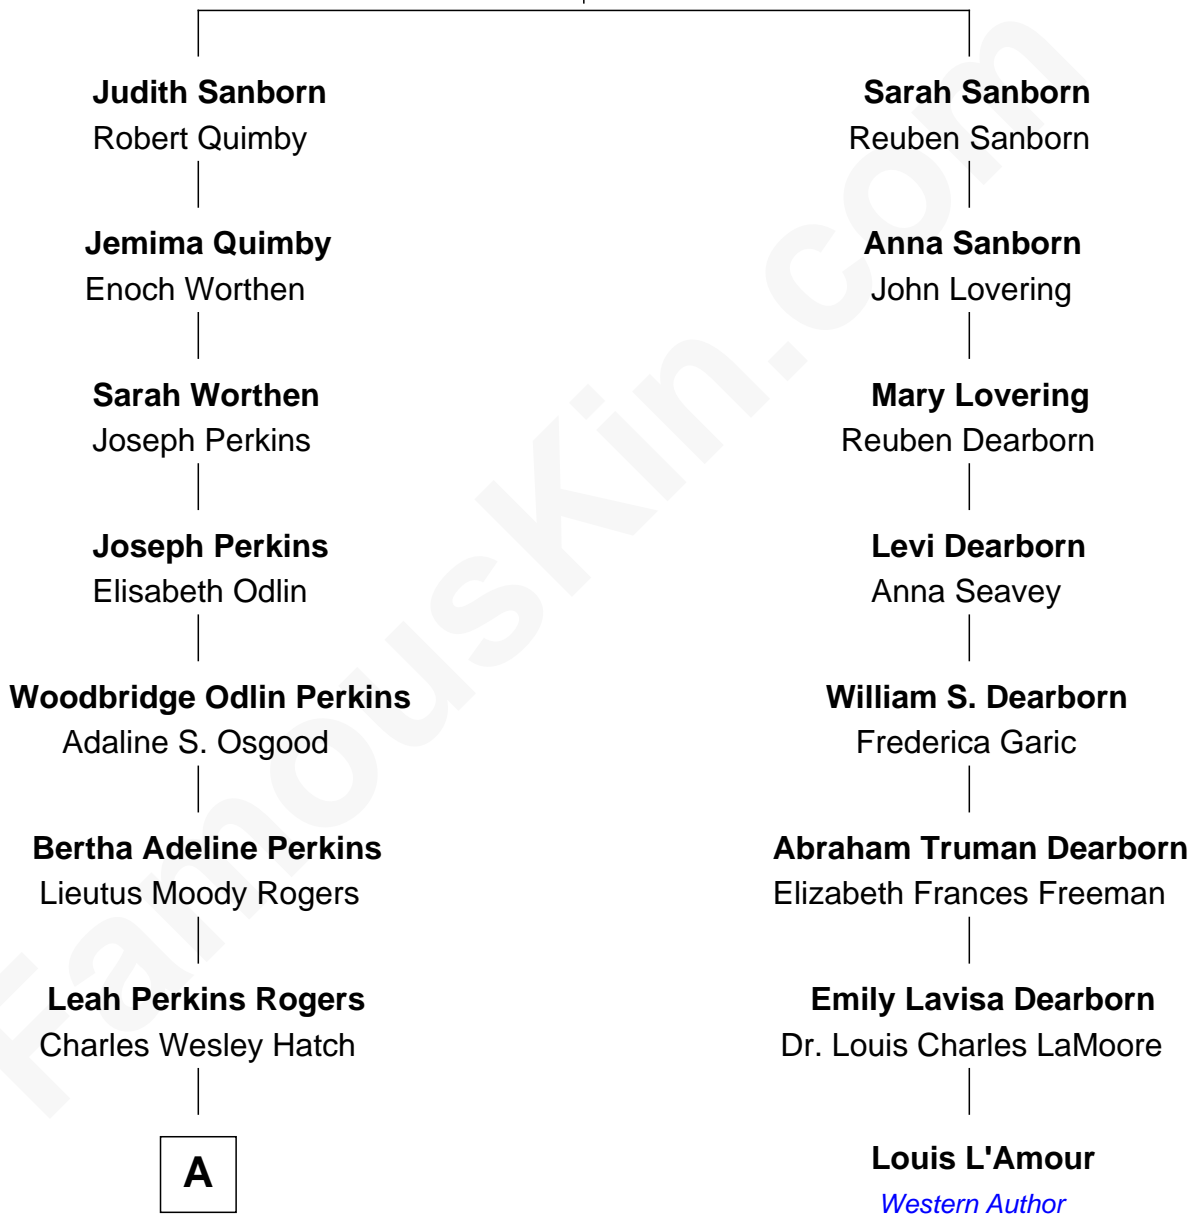 Judith Sanborn
Robert Quimby
Jemima Quimby
Enoch Worthen
Sarah Worthen
Joseph Perkins
Joseph Perkins
Elisabeth Odlin
Woodbridge Odlin Perkins
Adaline S. Osgood
Bertha Adeline Perkins
Lieutus Moody Rogers
Leah Perkins Rogers
Charles Wesley Hatch
A
Sarah Sanborn
Reuben Sanborn
Anna Sanborn
John Lovering
Mary Lovering
Reuben Dearborn
Levi Dearborn
Anna Seavey
William S. Dearborn
Frederica Garic
Abraham Truman Dearborn
Elizabeth Frances Freeman
Emily Lavisa Dearborn
Dr. Louis Charles LaMoore
Louis L'Amour
Western Author
FamousKin.com